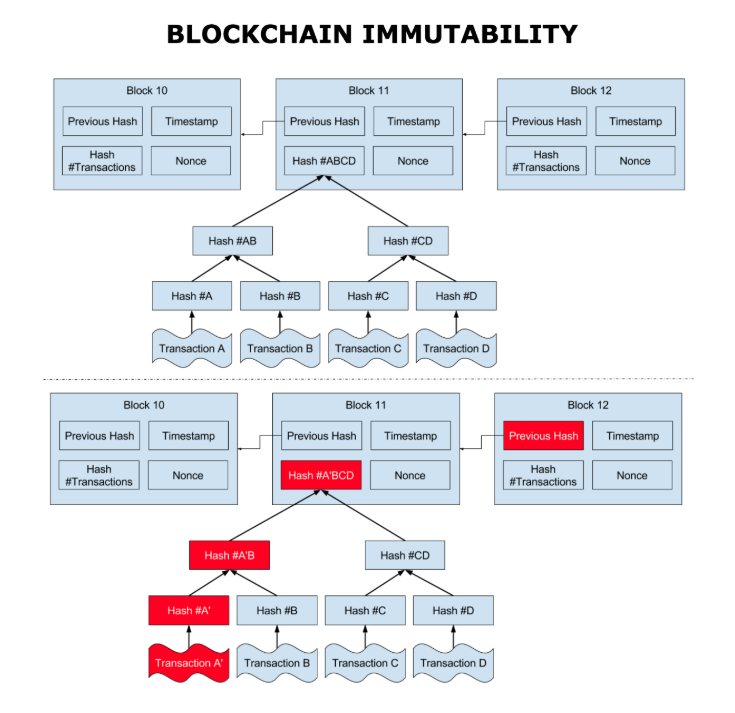 BLOCKCHAIN IMMUTABILITY
Block 10
Block 11
Block 12
Previous Hash
Timestamp
Previous Hash
Timestamp
Previous Hash
Timestamp
Hash
#Transactions
Nonce
Hash #ABCD
Nonce
Hash
#Transactions
Nonce
Hash #AB
Hash #CD
Hash #A
Hash #B
Hash #C
Hash #D
Transaction A
Transaction B
Transaction C
Transaction D
Block 10
Block 11
Block 12
Previous Hash
Timestamp
Previous Hash
Timestamp
Previous Hash
Timestamp
Hash
#Transactions
Nonce
Hash #A'BCD
Nonce
Hash
#Transactions
Nonce
Hash #A'B
Hash #CD
Hash #A'
Hash #B
Hash #C
Hash #D
Transaction A'
Transaction B
Transaction C
Transaction D